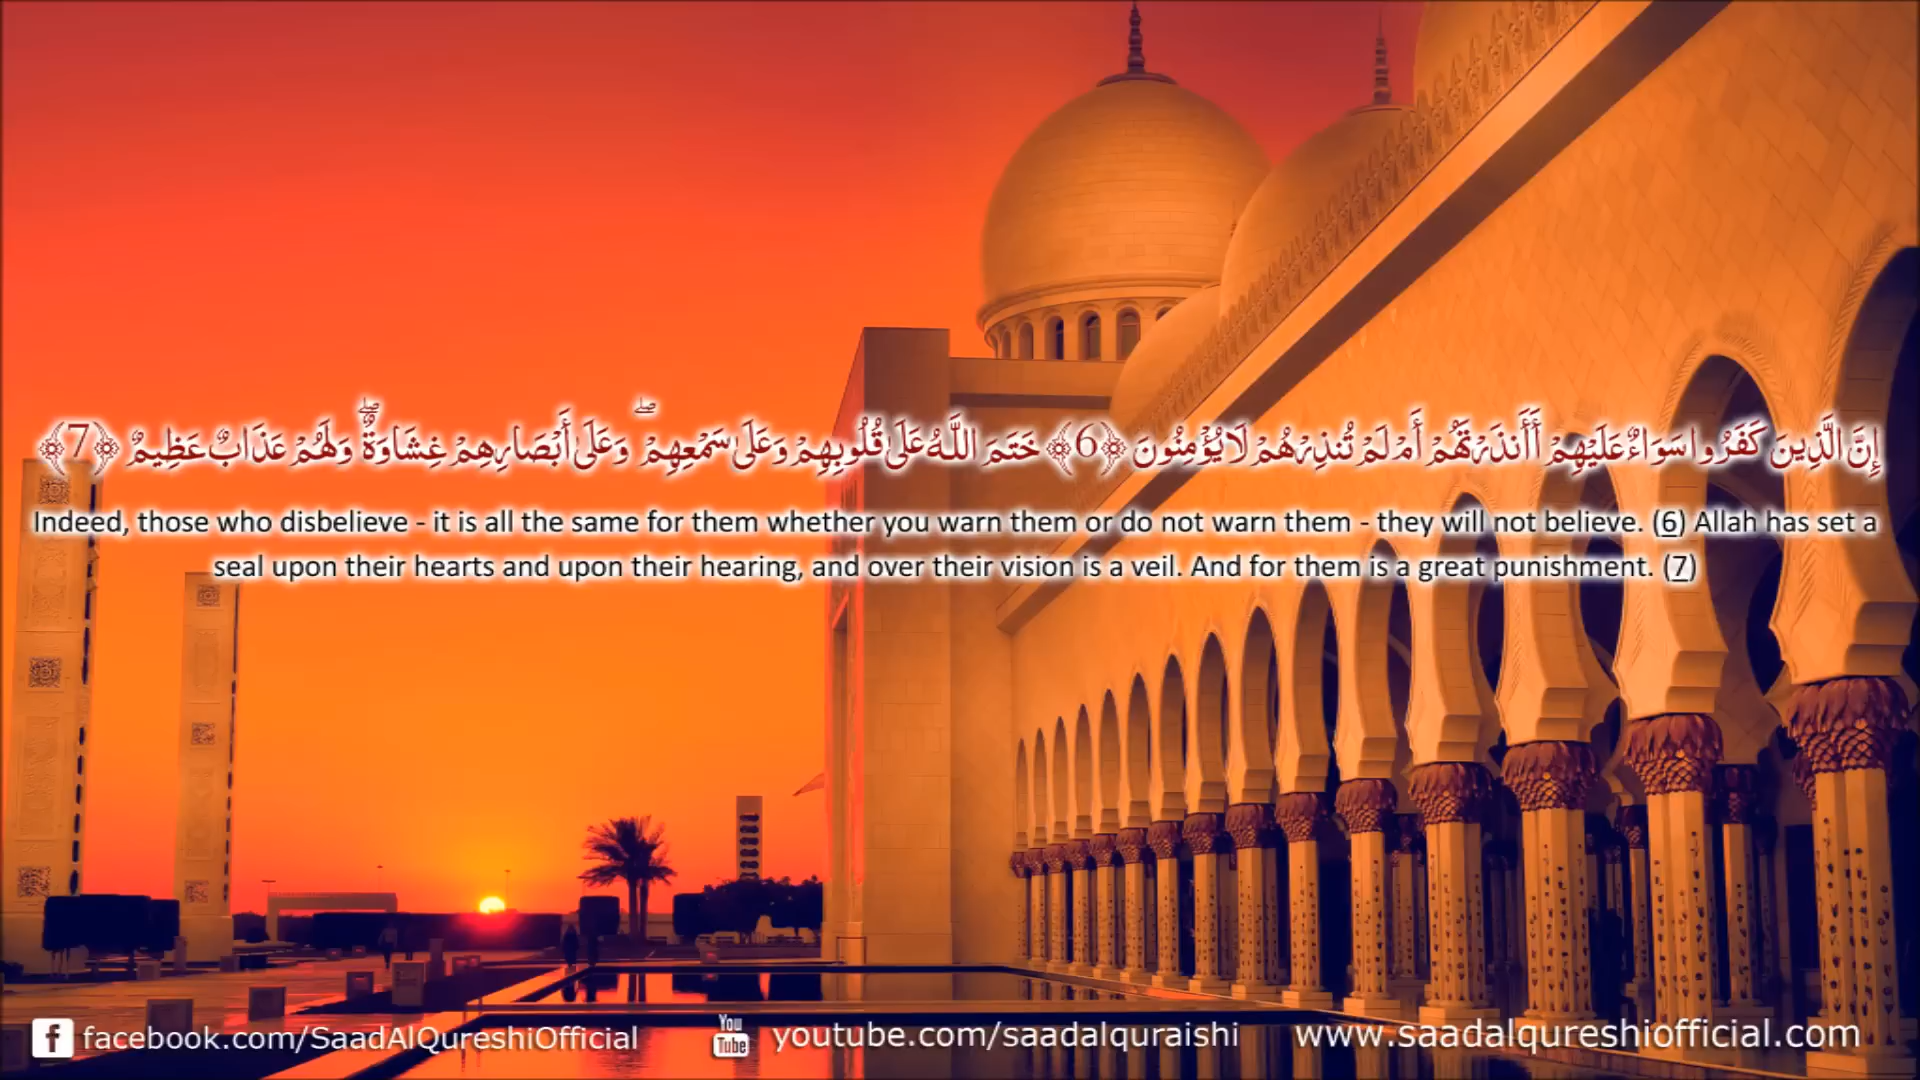 إِنَّ الَّذِينَ كَفَرُوا سَوَاءٌ عَلَيْهِمْ أَأَنذَرْتَهُمْ أَمْ لَمْ تُنذِرْهُمْ لَا يُؤْمِنُونَ ﴿6﴾ خَتَمَ اللَّهُ عَلَىٰ قُلُوبِهِمْ وَعَلَىٰ سَمْعِهِمْ ۖ وَعَلَىٰ أَبْصَارِهِمْ غِشَاوَةٌ ۖ وَلَهُمْ عَذَابٌ عَظِيمٌ ﴿7﴾
Indeed, those who disbelieve - it is all the same for them whether you warn them or do not warn them - they will not believe. (6) Allah has set a
seal upon their hearts and upon their hearing, and over their vision is a veil. And for them is a great punishment. (7)
f facebook.com/SaadAlQureshiOfficial You Tube youtube.com/saadalquraishi www.saadalqureshiofficial.com